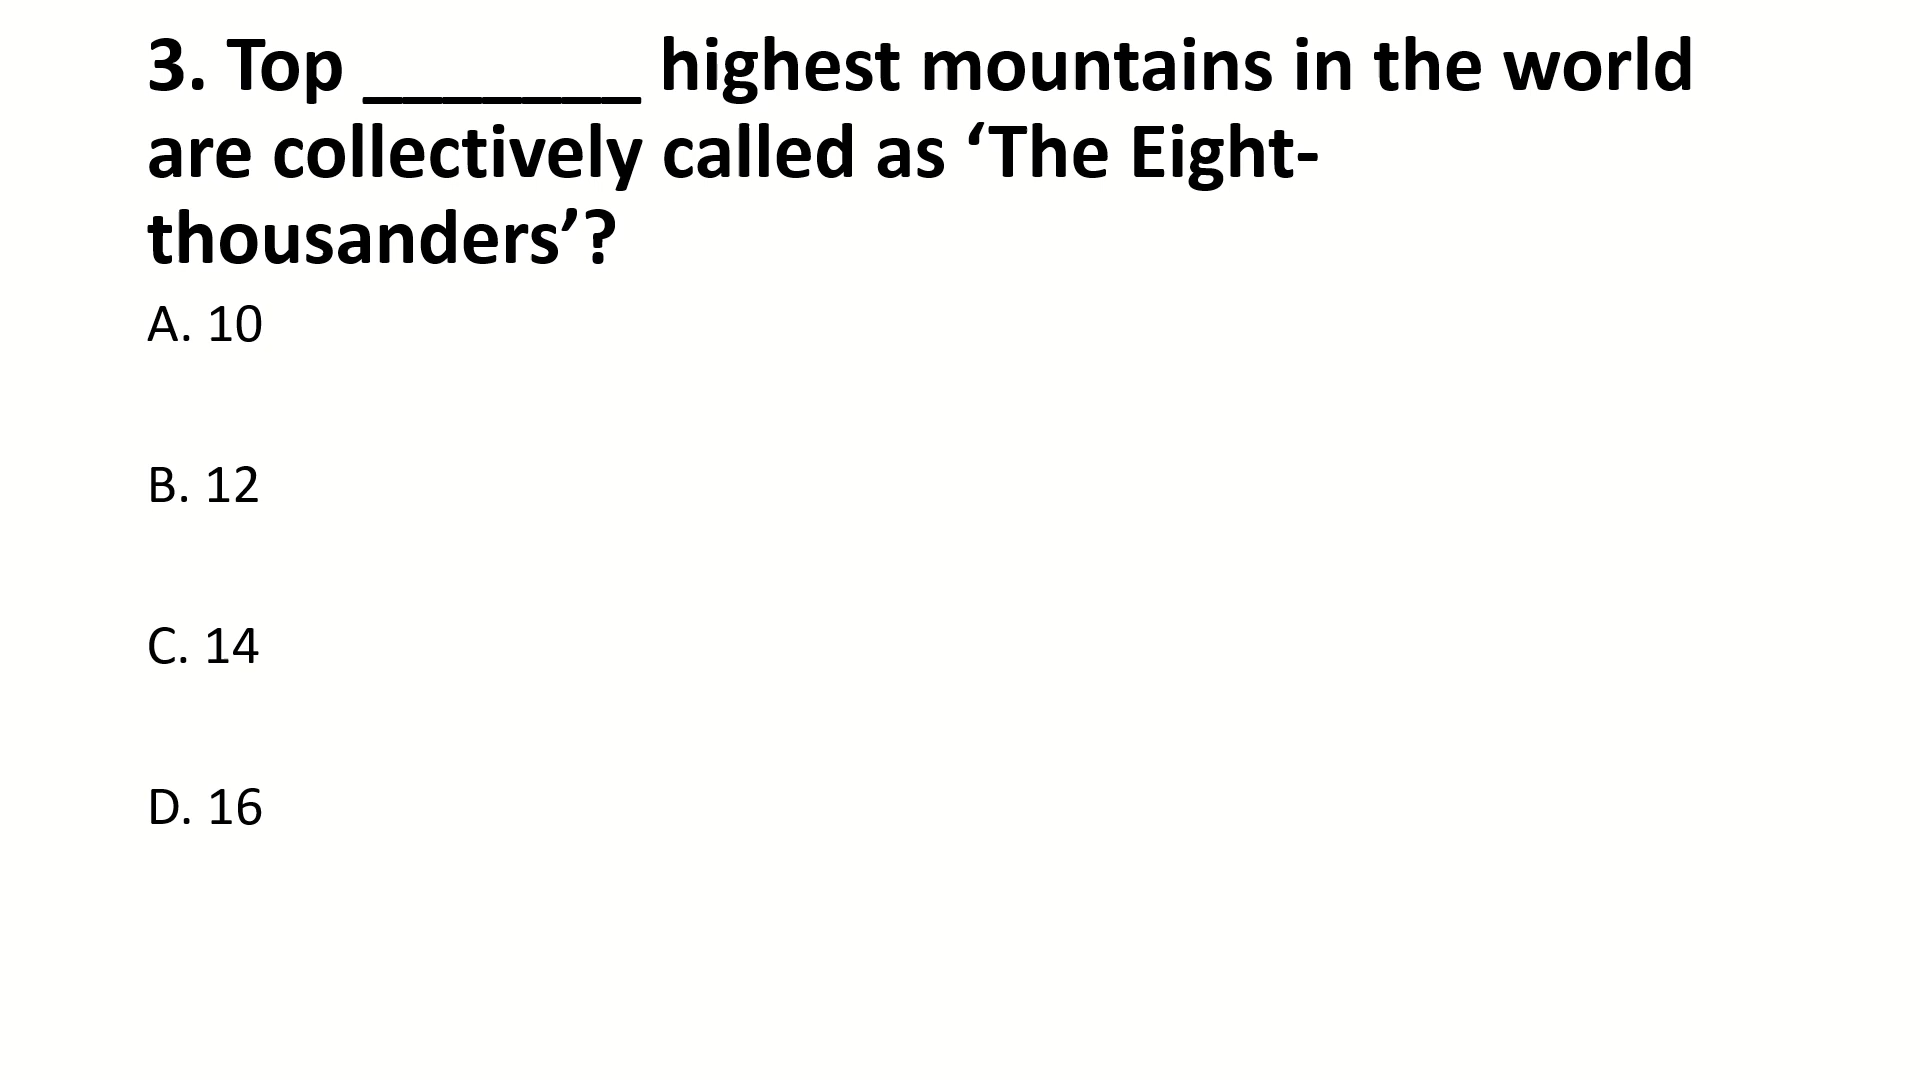 3. Top _______ highest mountains in the world
are collectively called as ‘The Eight-
thousanders’?
A. 10
B. 12
C. 14
D. 16